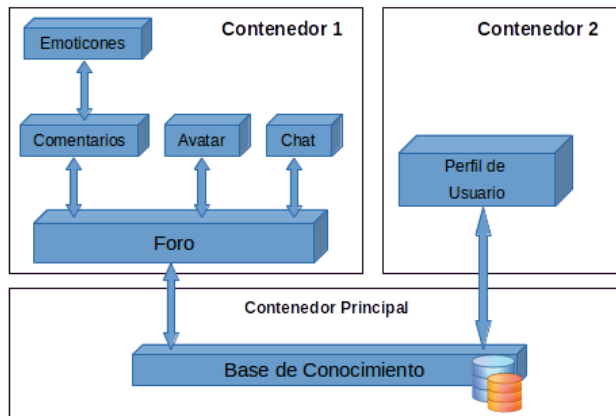 Contenedor 1
Emoticones
Comentarios
Avatar
Chat
Foro
Contenedor 2
Perfil de
Usuario
Contenedor Principal
Base de Conocimiento